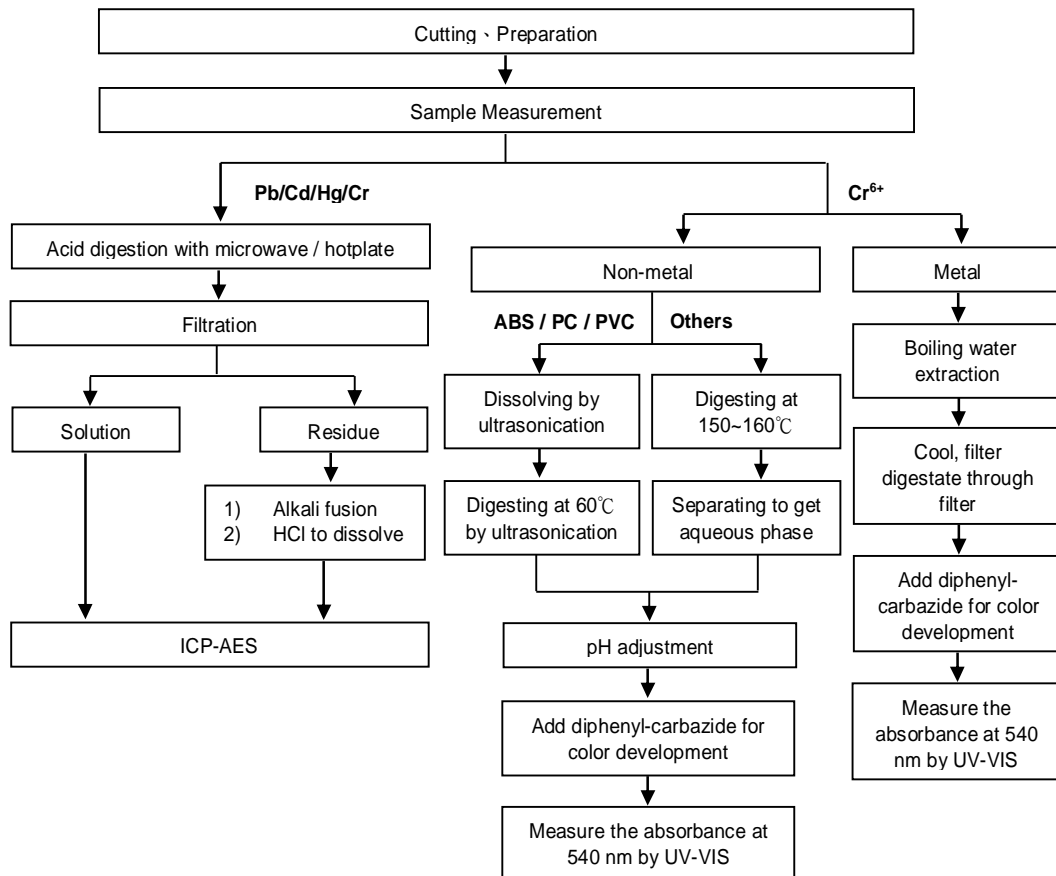 Cutting、Preparation
Sample Measurement
Pb/Cd/Hg/Cr
Cr⁶⁺
Acid digestion with microwave / hotplate
Non-metal
Metal
Filtration
ABS / PC / PVC
Others
Boiling water
extraction
Solution
Residue
Dissolving by
ultrasonication
Digesting at
150~160℃
Cool, filter
digestate through
filter
1) Alkali fusion
2) HCl to dissolve
Digesting at 60℃
by ultrasonication
Separating to get
aqueous phase
Add diphenyl-
carbazide for color
development
ICP-AES
pH adjustment
Measure the
absorbance at 540
nm by UV-VIS
Add diphenyl-carbazide for
color development
Measure the absorbance at
540 nm by UV-VIS